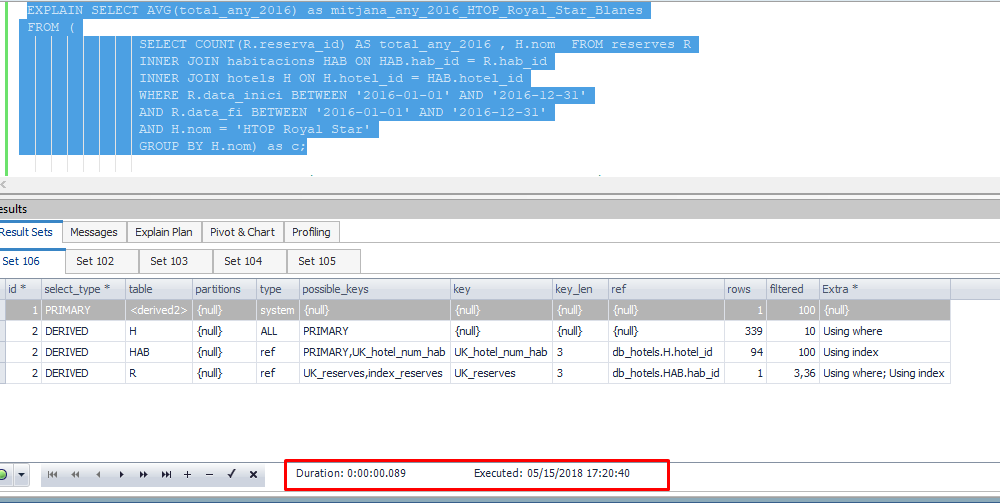 EXPLAIN SELECT AVG(total_any_2016) as mitjana_any_2016_HTOP_Royal_Star_Blanes
FROM (
SELECT COUNT(R.reserva_id) AS total_any_2016 , H.nom  FROM reserves R
INNER JOIN habitacions HAB ON HAB.hab_id = R.hab_id
INNER JOIN hotels H ON H.hotel_id = HAB.hotel_id
WHERE R.data_inici BETWEEN '2016-01-01' AND '2016-12-31'
AND R.data_fi BETWEEN '2016-01-01' AND '2016-12-31'
AND H.nom = 'HTOP Royal Star'
GROUP BY H.nom) as c;
esults
Result Sets Messages Explain Plan Pivot & Chart Profiling
Set 106 Set 102 Set 103 Set 104 Set 105
id * select_type * table partitions type possible_keys key key_len ref rows filtered Extra *
1 PRIMARY <derived2> {null} system {null} {null} {null} {null} 1 100 {null}
2 DERIVED H {null} ALL PRIMARY {null} {null} {null} 339 10 Using where
2 DERIVED HAB {null} ref PRIMARY,UK_hotel_num_hab UK_hotel_num_hab 3 db_hotels.H.hotel_id 94 100 Using index
2 DERIVED R {null} ref UK_reserves,index_reserves UK_reserves 3 db_hotels.HAB.hab_id 1 3,36 Using where; Using index
Duration: 0:00:00.089 Executed: 05/15/2018 17:20:40